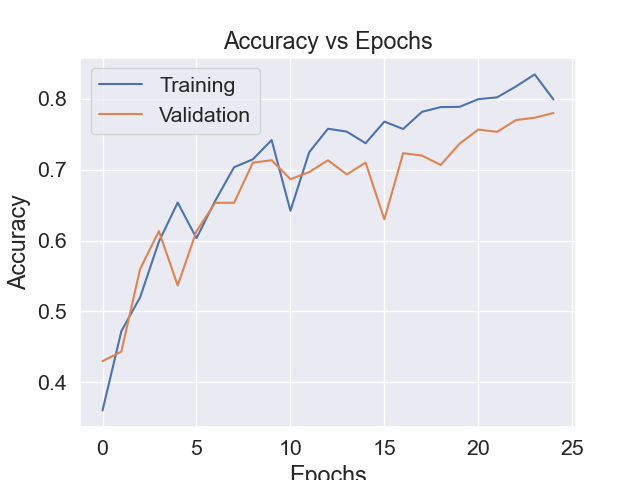 Accuracy vs Epochs
Training
Validation
Accuracy
0.8
0.7
0.6
0.5
0.4
0 5 10 15 20 25
Epochs